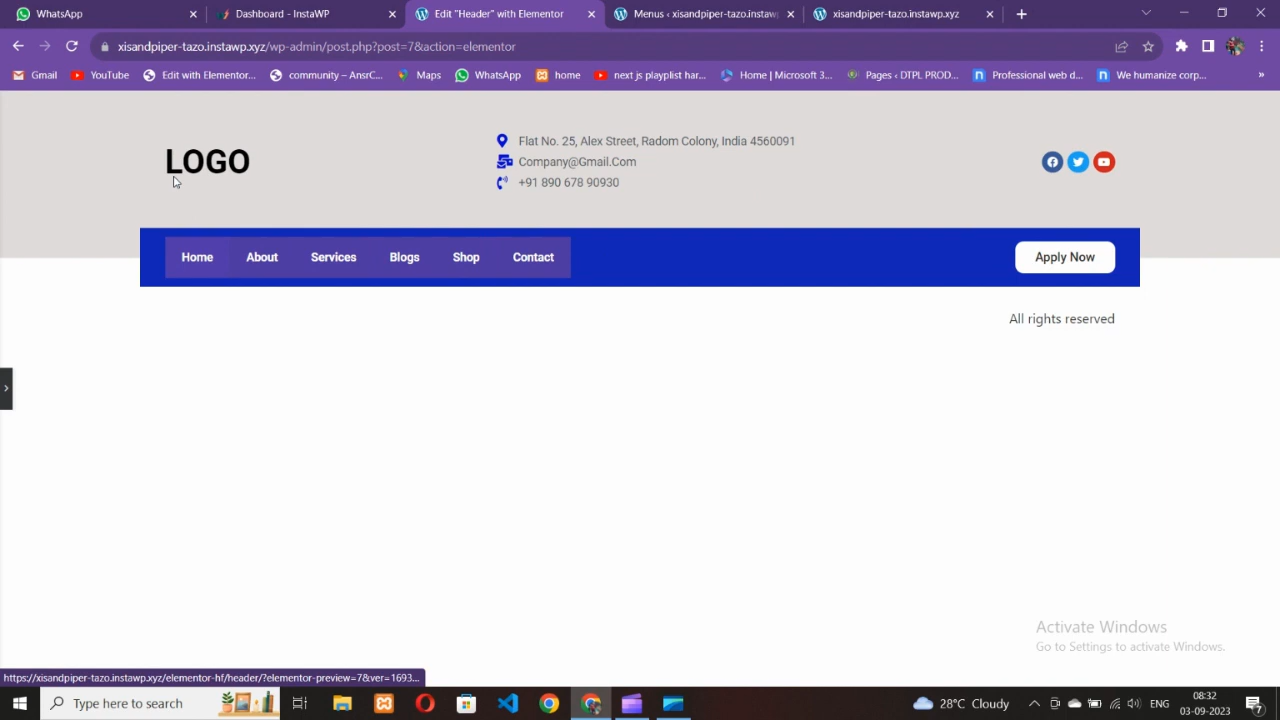 WhatsApp
Dashboard - InstaWP
Edit "Header" with Elementor
Menus ‹ xisandpiper-tazo.instaw
xisandpiper-tazo.instawp.xyz
xisandpiper-tazo.instawp.xyz/wp-admin/post.php?post=7&action=elementor
Gmail
YouTube
Edit with Elementor...
community – AnsrC...
Maps
WhatsApp
home
next js playplist har...
Home | Microsoft 3...
Pages ‹ DTPL PROD...
Professional web d...
We humanize corp...
»
LOGO
Flat No. 25, Alex Street, Radom Colony, India 4560091
Company@Gmail.Com
+91 890 678 90930
Home
About
Services
Blogs
Shop
Contact
Apply Now
All rights reserved
Activate Windows
Go to Settings to activate Windows.
https://xisandpiper-tazo.instawp.xyz/elementor-hf/header/?elementor-preview=7&ver=1693...
Type here to search
28°C Cloudy
ENG
08:32
03-09-2023
7